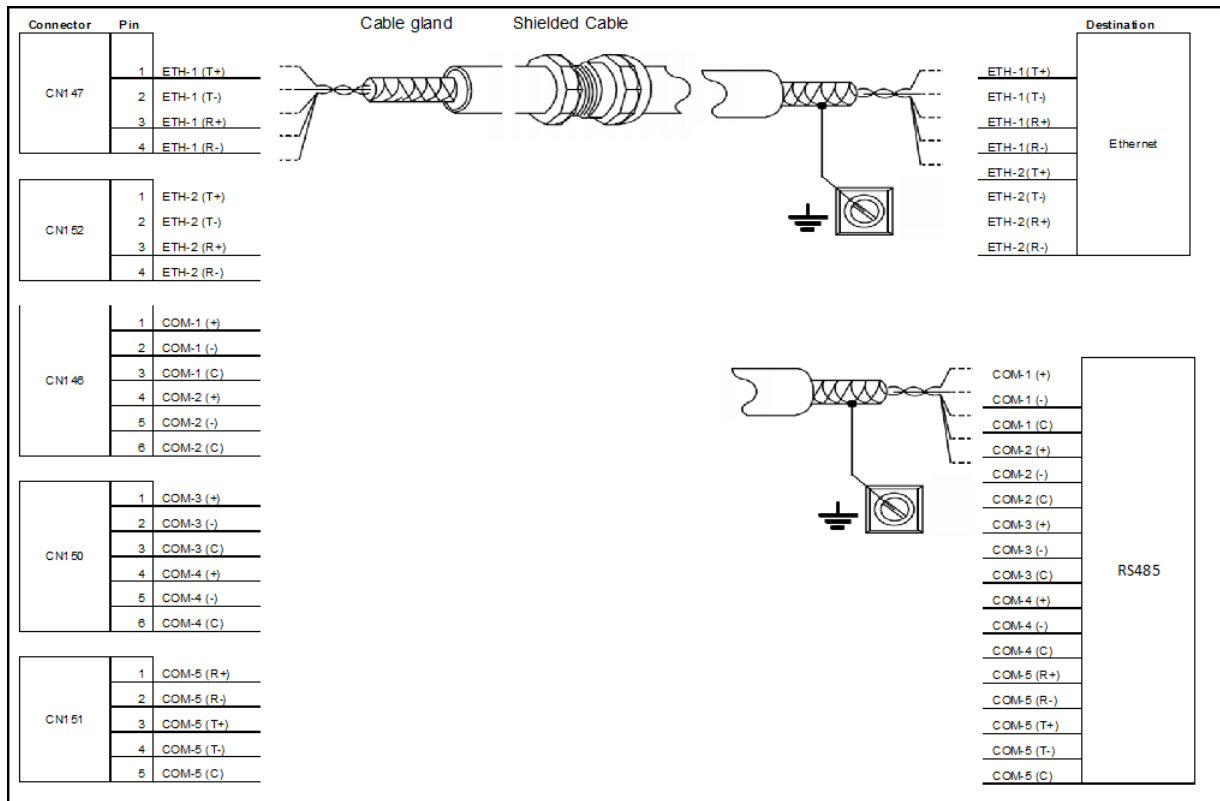 Connector Pin Cable gland Shielded Cable Destination
CN147
1 ETH-1 (T+)
2 ETH-1 (T-)
3 ETH-1 (R+)
4 ETH-1 (R-)
CN152
1 ETH-2 (T+)
2 ETH-2 (T-)
3 ETH-2 (R+)
4 ETH-2 (R-)
CN146
1 COM-1 (+)
2 COM-1 (-)
3 COM-1 (C)
4 COM-2 (+)
5 COM-2 (-)
6 COM-2 (C)
CN150
1 COM-3 (+)
2 COM-3 (-)
3 COM-3 (C)
4 COM-4 (+)
5 COM-4 (-)
6 COM-4 (C)
CN151
1 COM-5 (R+)
2 COM-5 (R-)
3 COM-5 (T+)
4 COM-5 (T-)
5 COM-5 (C)
ETH-1 (T+)
ETH-1 (T-)
ETH-1 (R+)
ETH-1 (R-)
ETH-2 (T+)
ETH-2 (T-)
ETH-2 (R+)
ETH-2 (R-)
Ethernet
COM-1 (+)
COM-1 (-)
COM-1 (C)
COM-2 (+)
COM-2 (-)
COM-2 (C)
COM-3 (+)
COM-3 (-)
COM-3 (C)
COM-4 (+)
COM-4 (-)
COM-4 (C)
COM-5 (R+)
COM-5 (R-)
COM-5 (T+)
COM-5 (T-)
COM-5 (C)
RS485